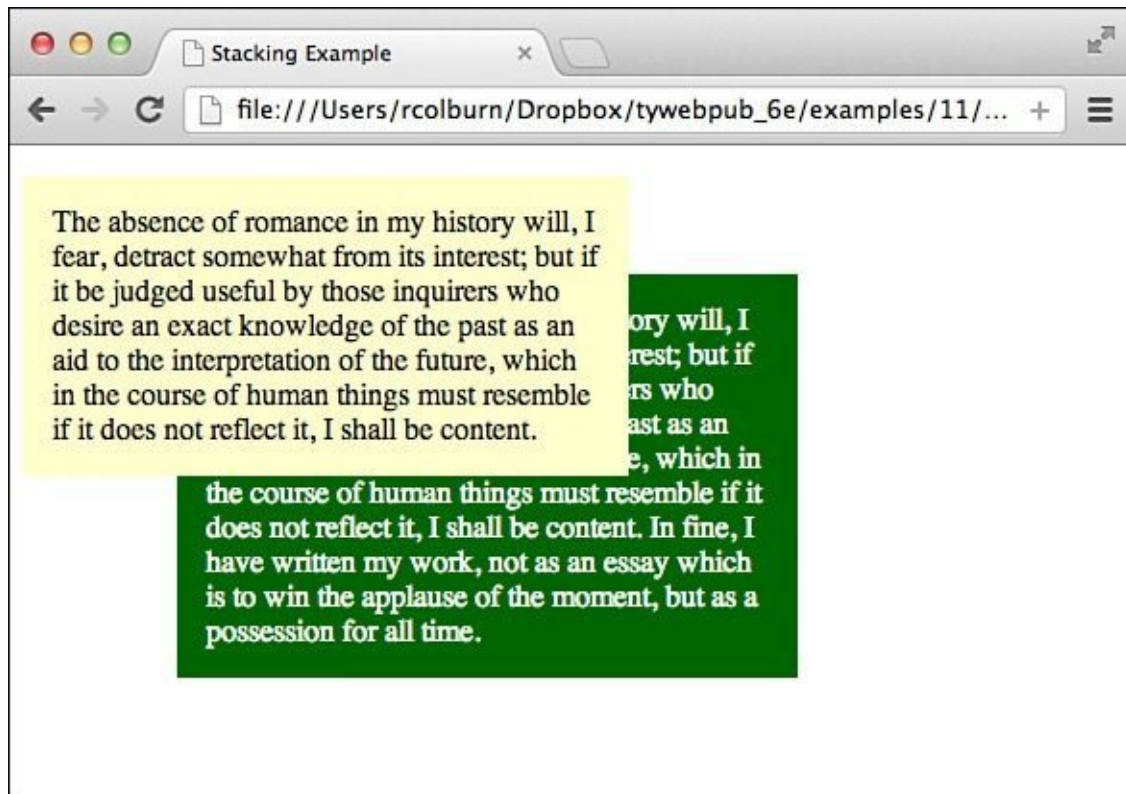 Stacking Example
file:///Users/rcolburn/Dropbox/tywebpub_6e/examples/11/...
The absence of romance in my history will, I
fear, detract somewhat from its interest; but if
it be judged useful by those inquirers who
desire an exact knowledge of the past as an
aid to the interpretation of the future, which
in the course of human things must resemble
if it does not reflect it, I shall be content.
ory will, I
rest; but if
rs who
ast as an
e, which in
the course of human things must resemble if it
does not reflect it, I shall be content. In fine, I
have written my work, not as an essay which
is to win the applause of the moment, but as a
possession for all time.